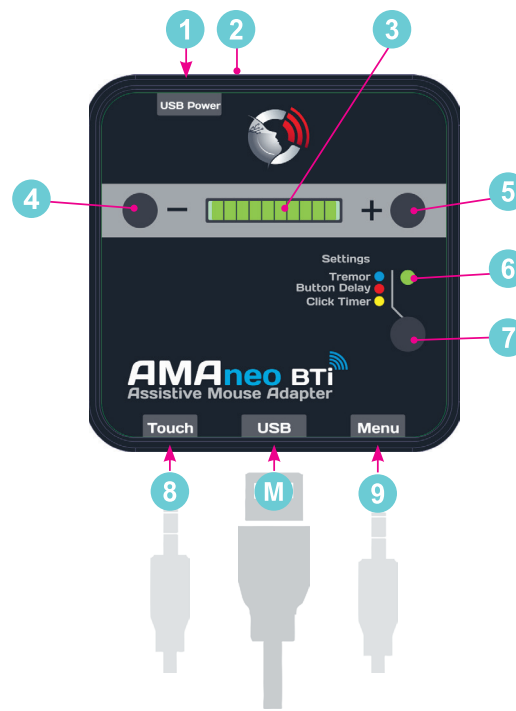 1 2 3
USB Power
4 - + 5
Settings
Tremor
Button Delay
Click Timer
6
7
AMAneo BTi
Assistive Mouse Adapter
Touch USB Menu
8 M 9